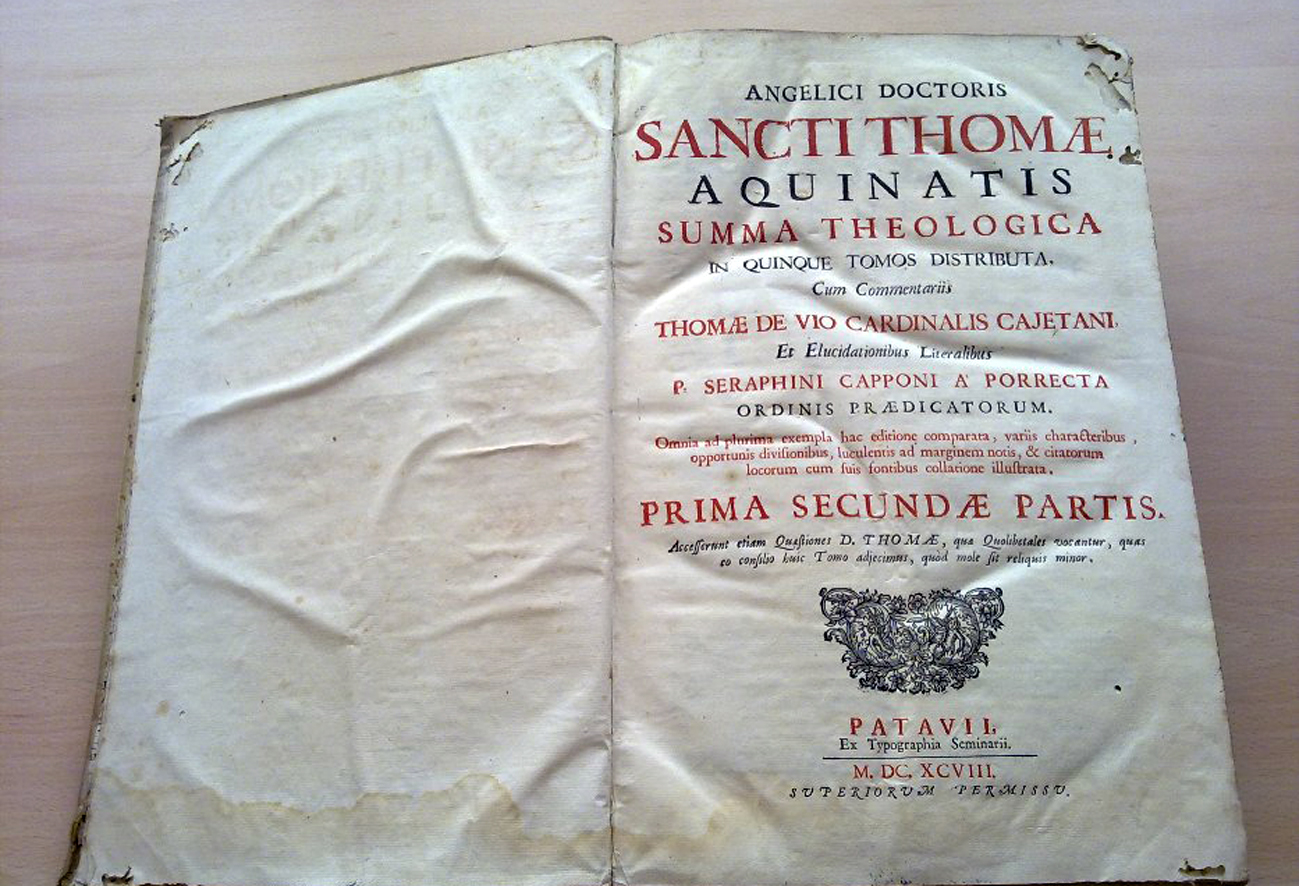 ANGELICI DOCTORIS
SANCTI THOMÆ
AQUINATIS
SUMMA THEOLOGICA
IN QUINQUE TOMOS DISTRIBUTA,
Cum Commentariis
THOMÆ DE VIO CARDINALIS CAJETANI,
Et Elucidationibus Literalibus
P. SERAPHINI CAPPONI A' PORRECTA
ORDINIS PRÆDICATORUM.
Omnia ad plurima exempla hac editione comparata, variis characteribus,
opportunis diviſionibus, luculentis ad marginem notis, & citatorum
locorum cum ſuis fontibus collatione illuſtrata.
PRIMA SECUNDÆ PARTIS.
Acceſſerunt etiam Quæſtiones D. THOMÆ, quæ Quolibetales vocantur, quas
eo conſilio huic Tomo adjecimus, quòd mole ſit reliquis minor.
PATAVII,
Ex Typographia Seminarii.
M. DC. XCVIII.
SUPERIORUM PERMISSU.